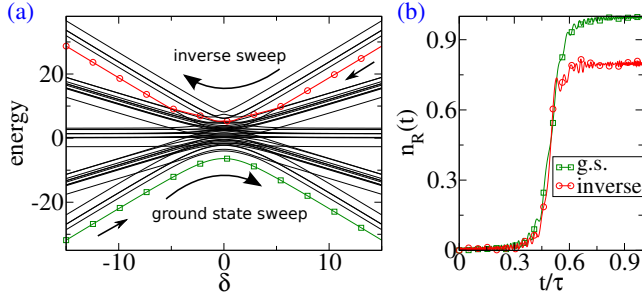 (a)
energy
20
0
-20
inverse sweep
ground state sweep
-10
0
10
δ
(b)
n_R(t)
0.9
0.6
0.3
0
g.s.
inverse
0
0.3
0.6
0.9
t/τ